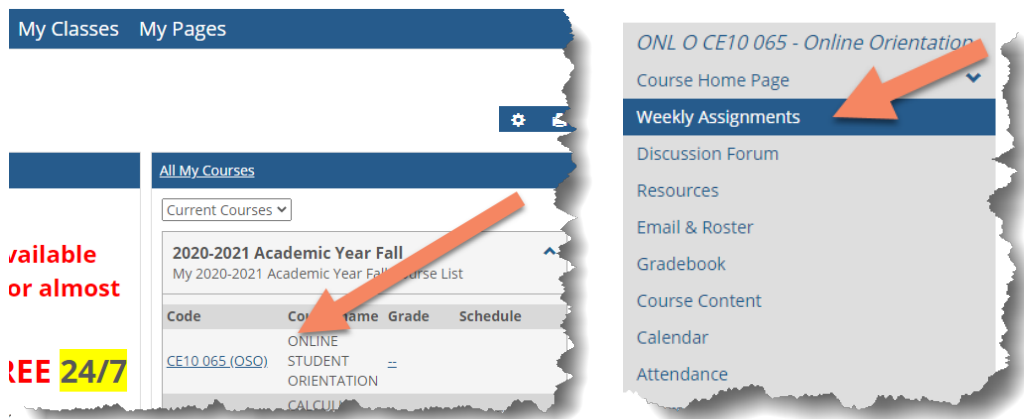 My Classes My Pages
All My Courses
Current Courses
vailable
or almost
REE 24/7
2020-2021 Academic Year Fall
My 2020-2021 Academic Year Fall Course List
Code Course Name Grade Schedule
CE10 065 (OSO) ONLINE STUDENT ORIENTATION --
CALCUL
ONL O CE10 065 - Online Orientation
Course Home Page
Weekly Assignments
Discussion Forum
Resources
Email & Roster
Gradebook
Course Content
Calendar
Attendance